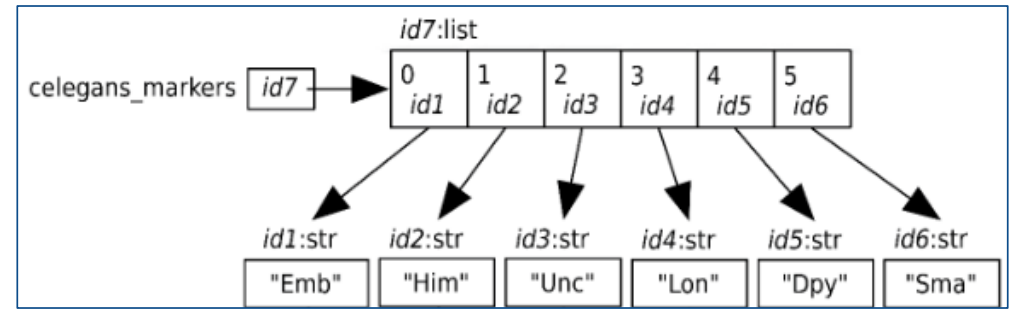 id7:list
celegans_markers id7
0 1 2 3 4 5
id1 id2 id3 id4 id5 id6
id1:str id2:str id3:str id4:str id5:str id6:str
"Emb" "Him" "Unc" "Lon" "Dpy" "Sma"